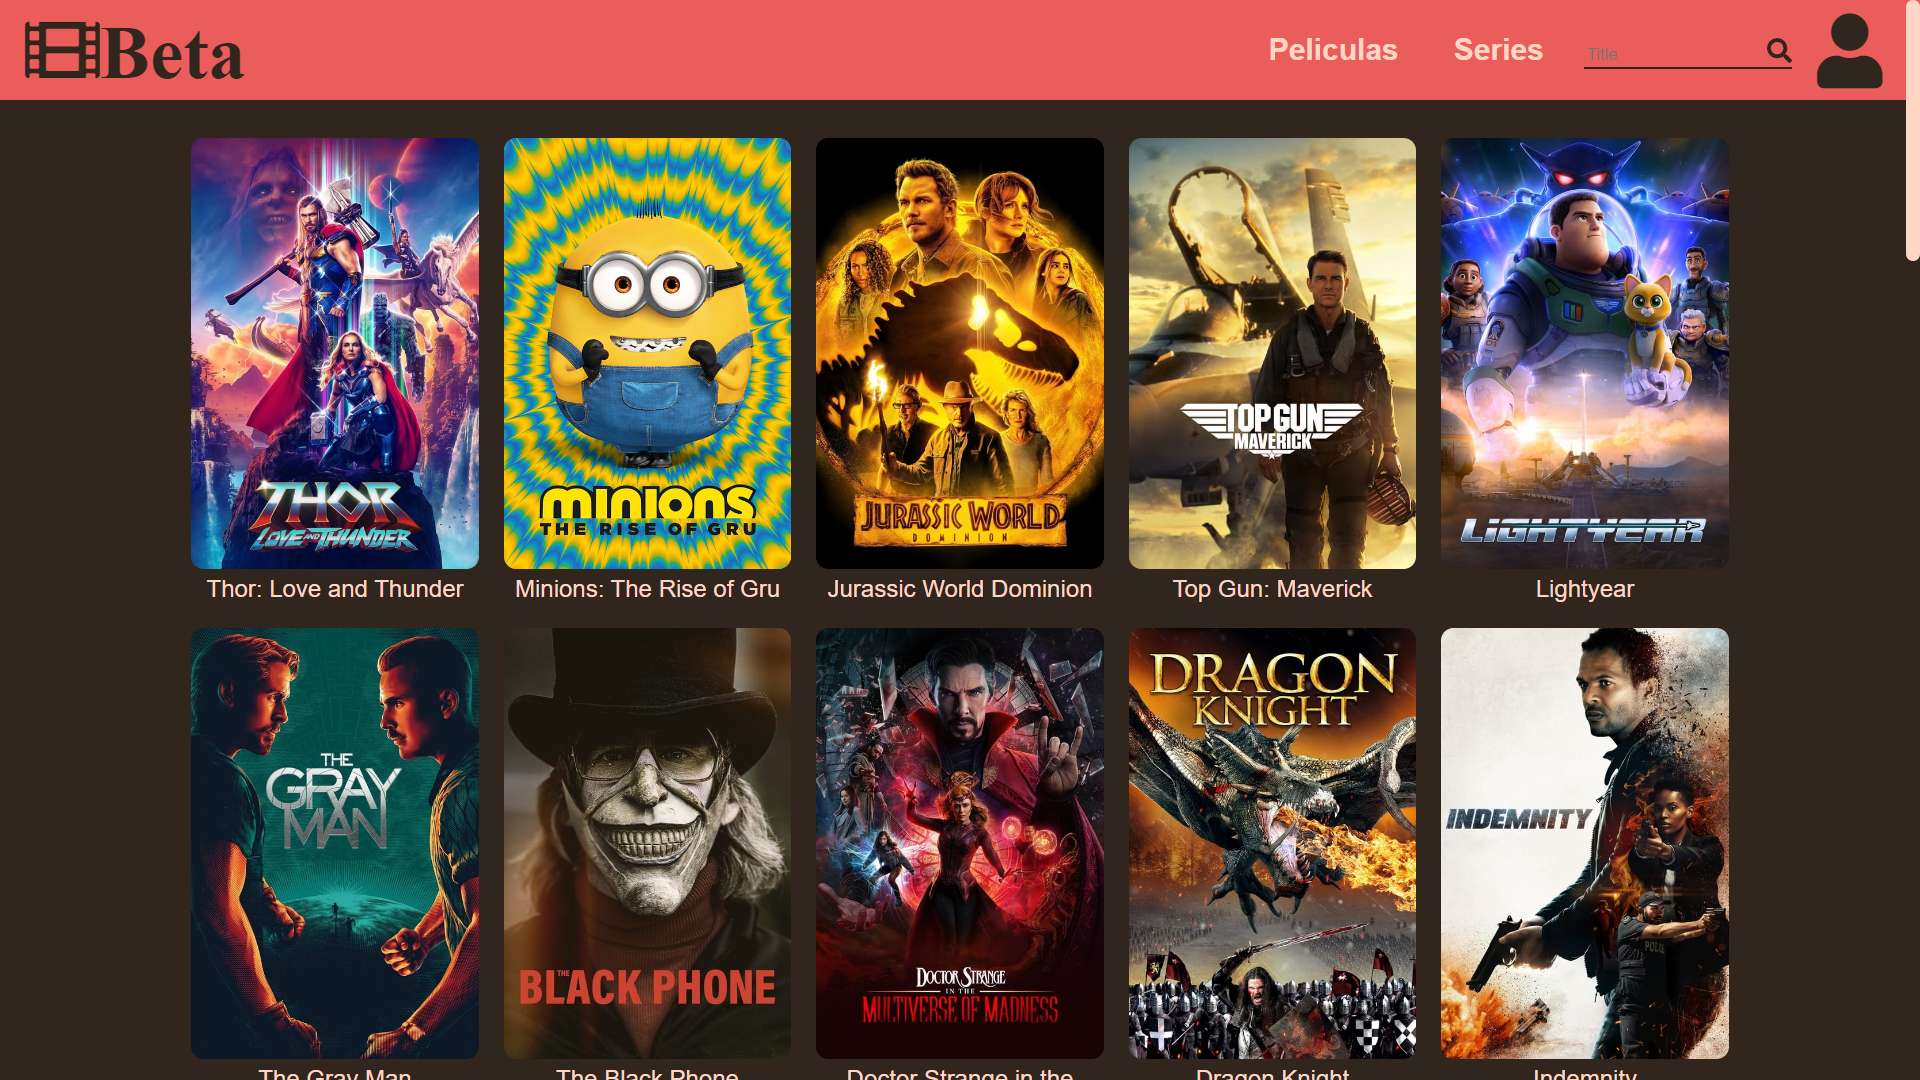 Beta
Peliculas
Series
Title
THOR
LOVE AND THUNDER
MINIONS
THE RISE OF GRU
JURASSIC WORLD
DOMINION
TOP GUN
MAVERICK
LIGHTYEAR
Thor: Love and Thunder
Minions: The Rise of Gru
Jurassic World Dominion
Top Gun: Maverick
Lightyear
THE
GRAY
MAN
THE
BLACK PHONE
DOCTOR STRANGE
IN THE
MULTIVERSE OF MADNESS
DRAGON
KNIGHT
INDEMNITY
POLICE
The Gray Man
The Black Phone
Doctor Strange in the
Dragon Knight
Indemnity